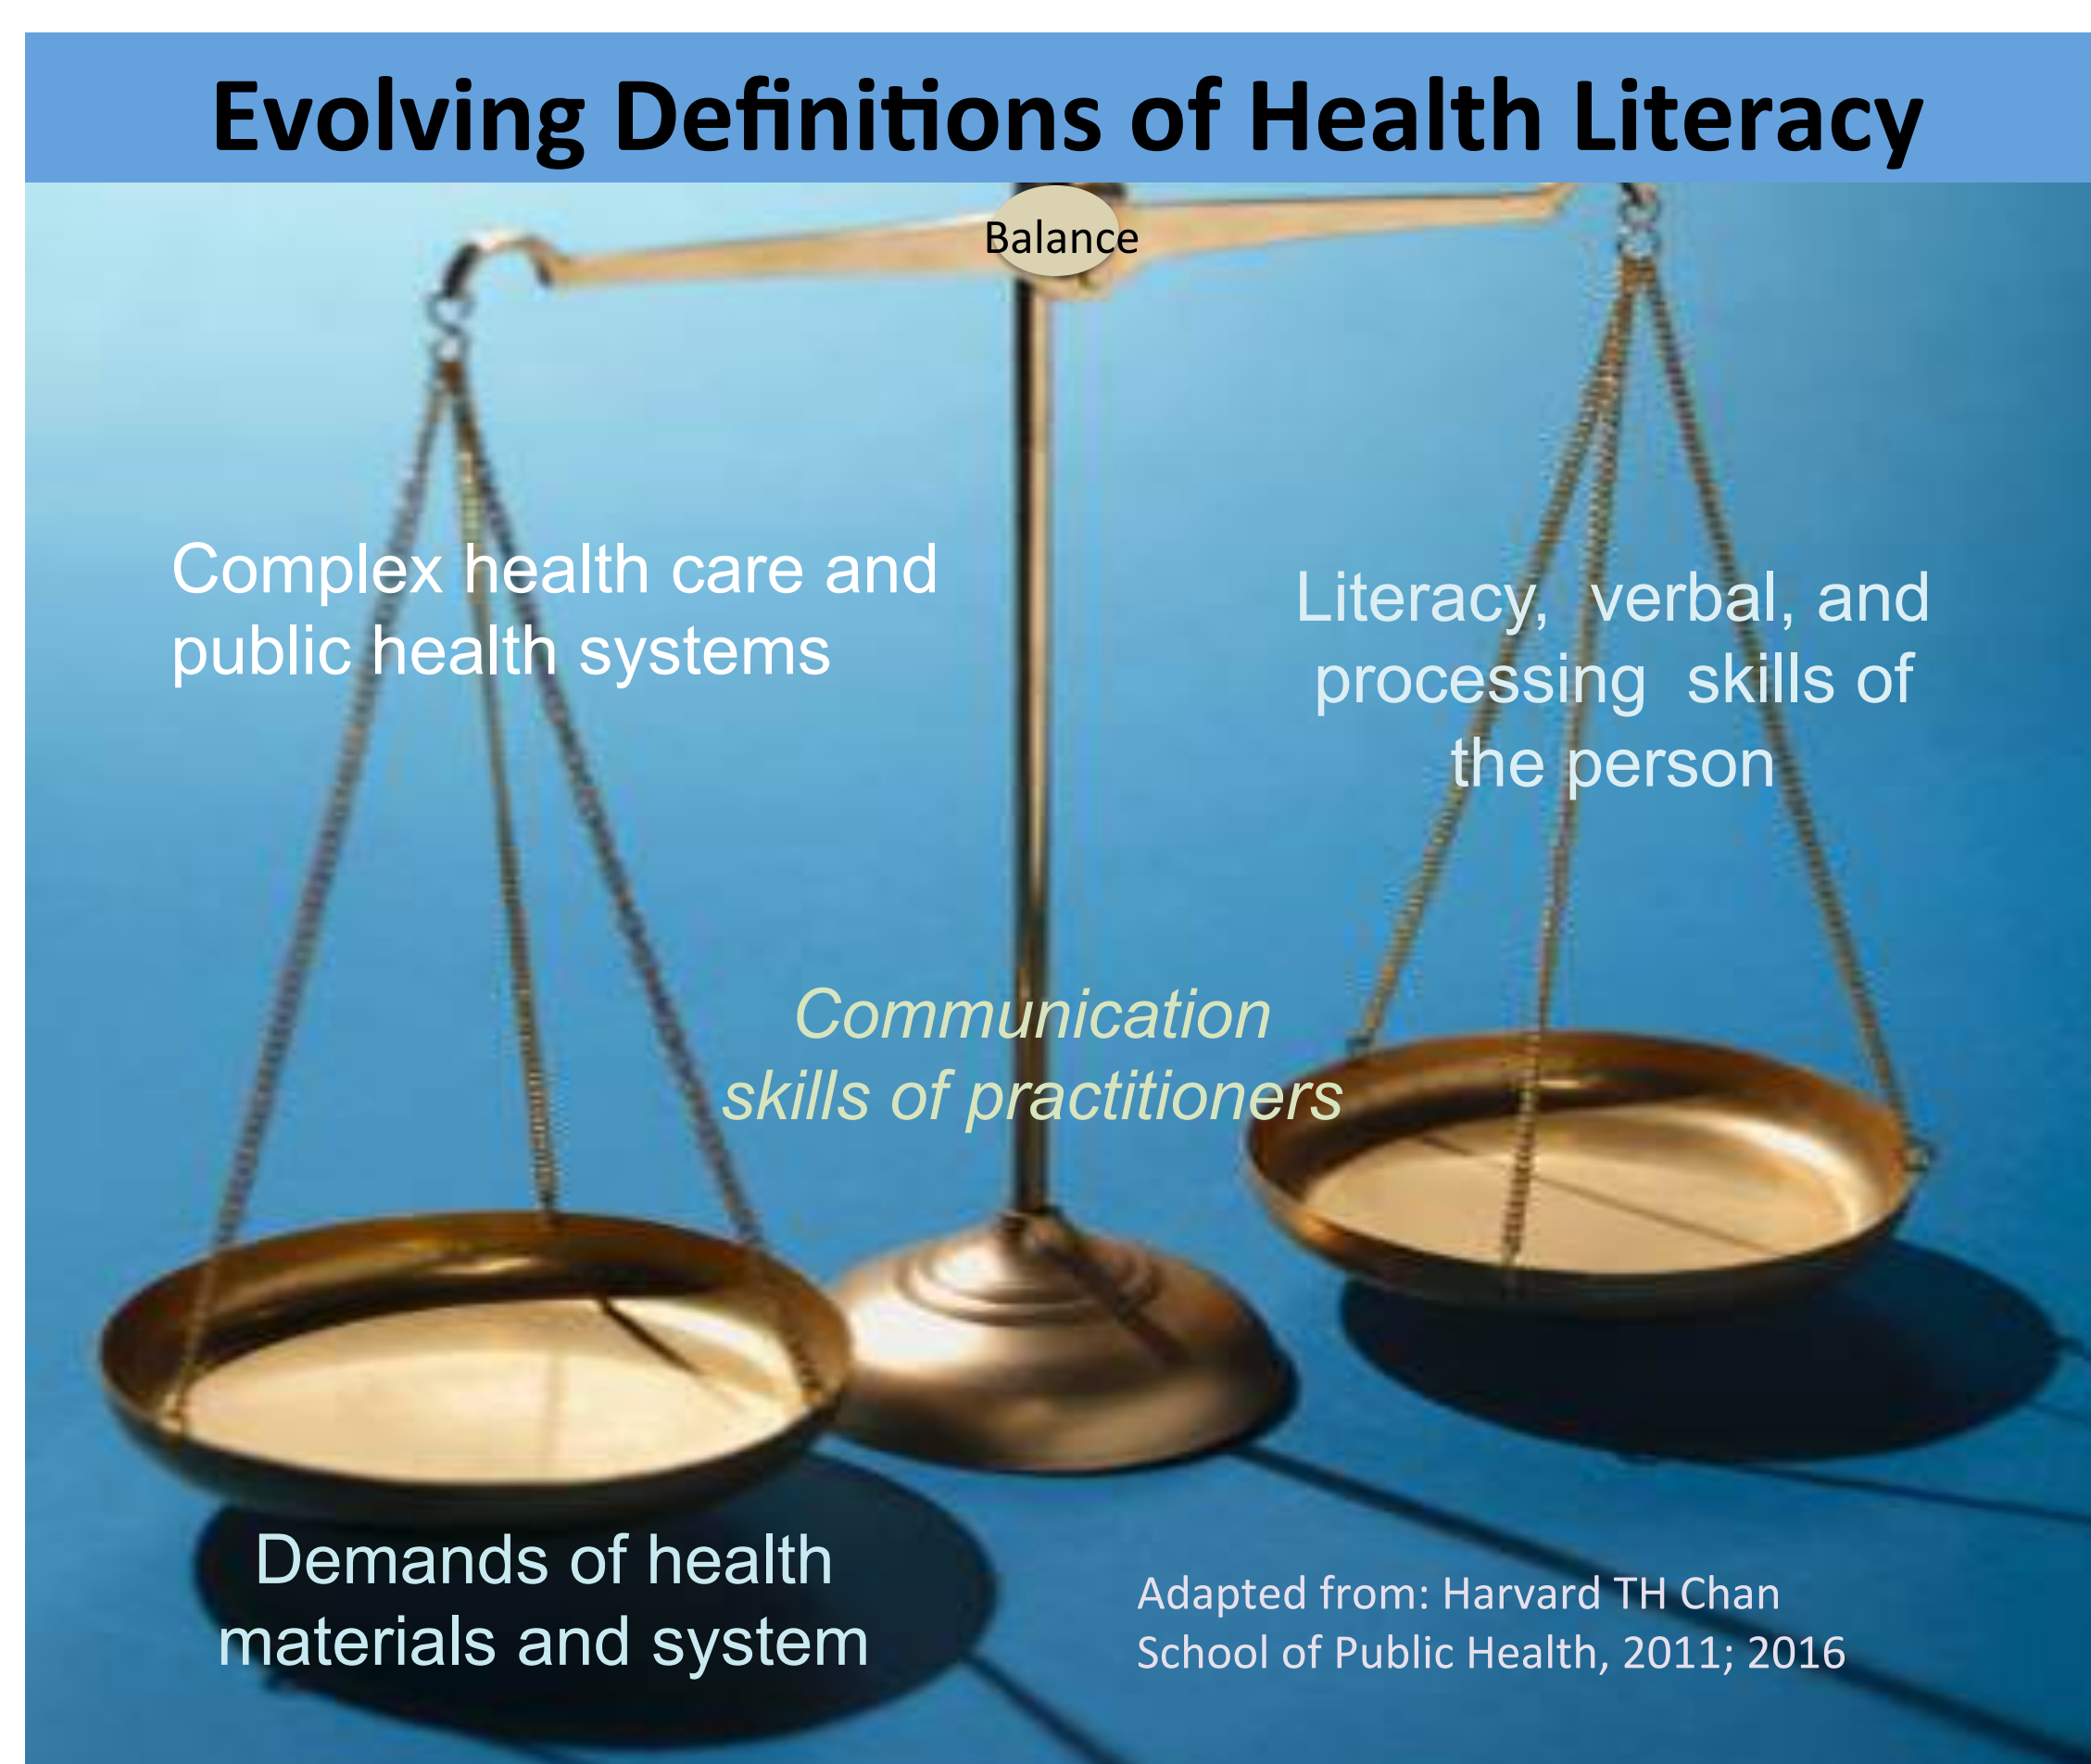 Evolving Definitions of Health Literacy
Balance
Complex health care and
public health systems
Literacy, verbal, and
processing skills of
the person
Communication
skills of practitioners
Demands of health
materials and system
Adapted from: Harvard TH Chan
School of Public Health, 2011; 2016